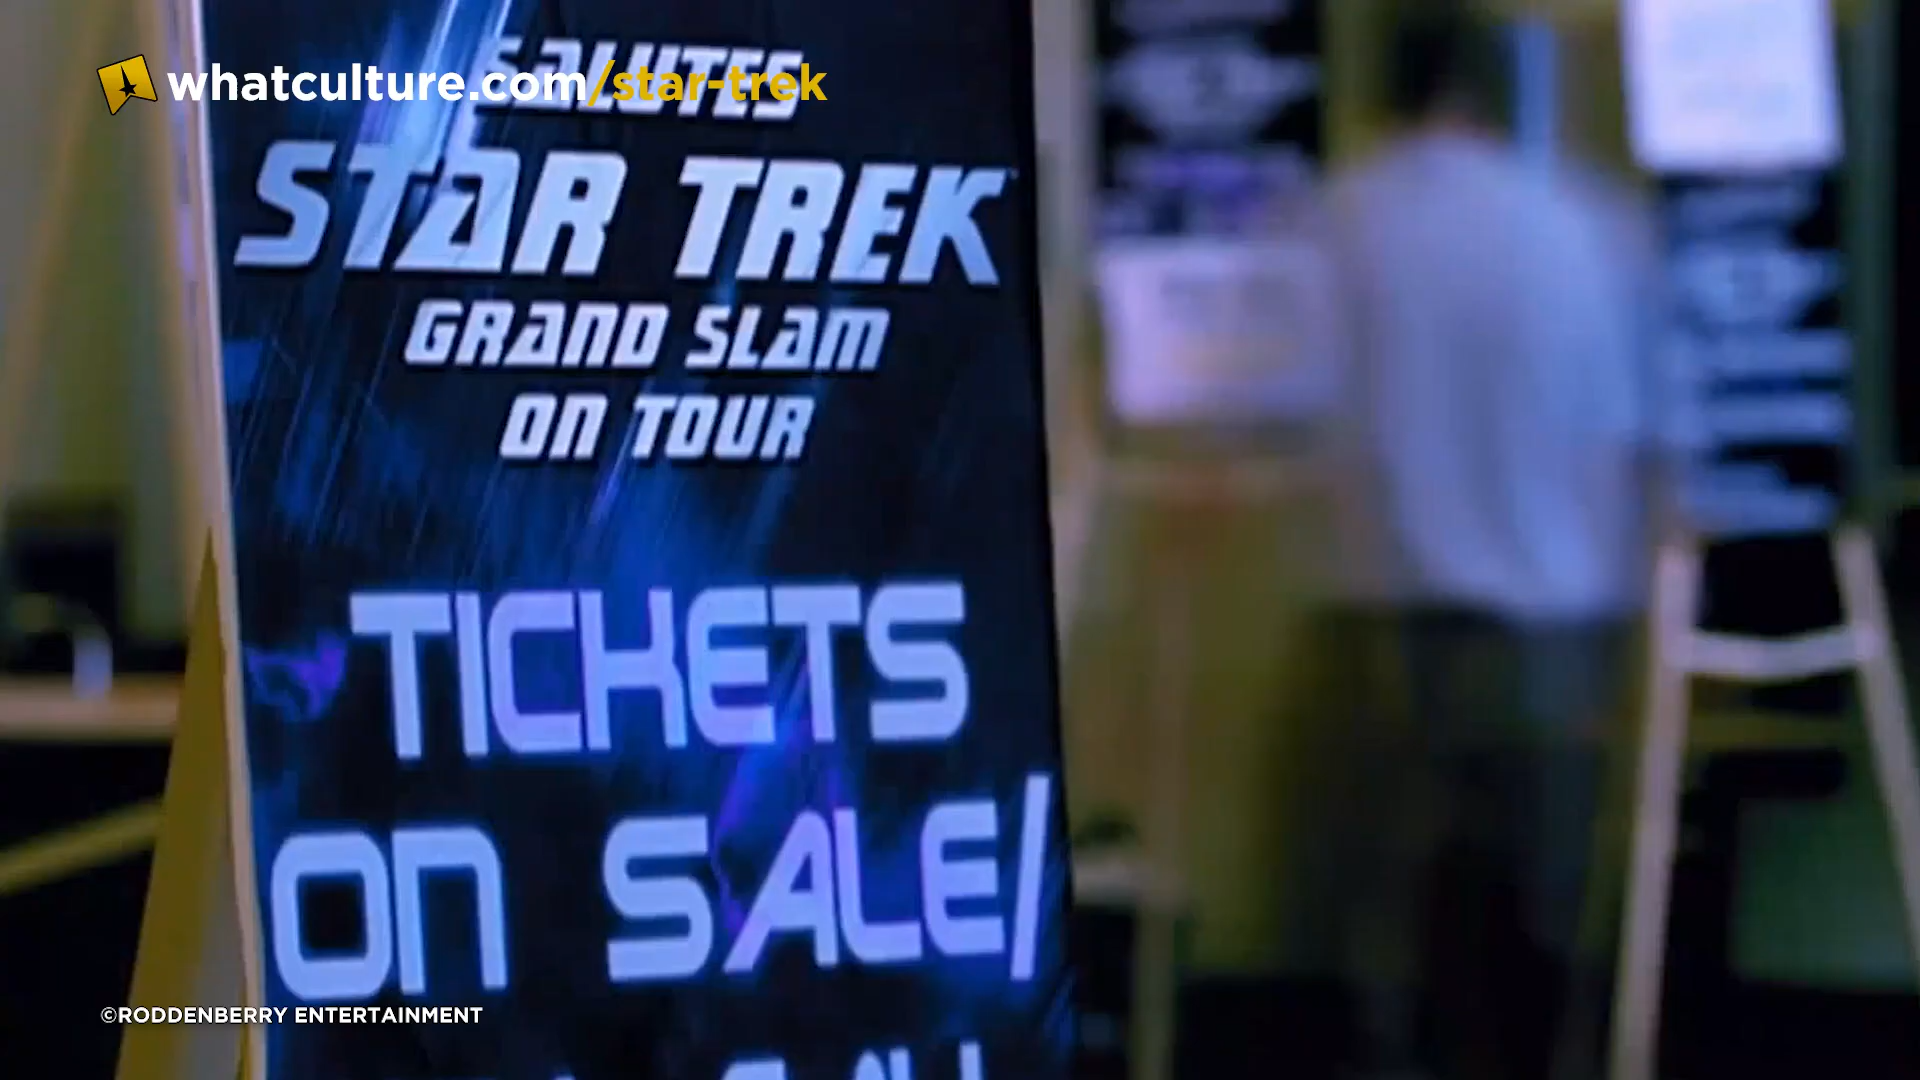 SALUTES
whatculture.com/star-trek
STAR TREK
GRAND SLAM
ON TOUR
TICKETS
ON SALE/
©RODDENBERRY ENTERTAINMENT